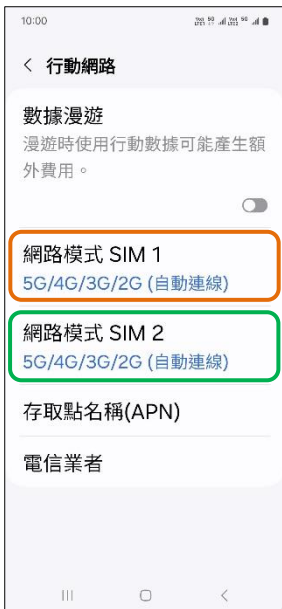 10:00
行動網路
數據漫遊
漫遊時使用行動數據可能產生額
外費用。
網路模式 SIM 1
5G/4G/3G/2G (自動連線)
網路模式 SIM 2
5G/4G/3G/2G (自動連線)
存取點名稱(APN)
電信業者